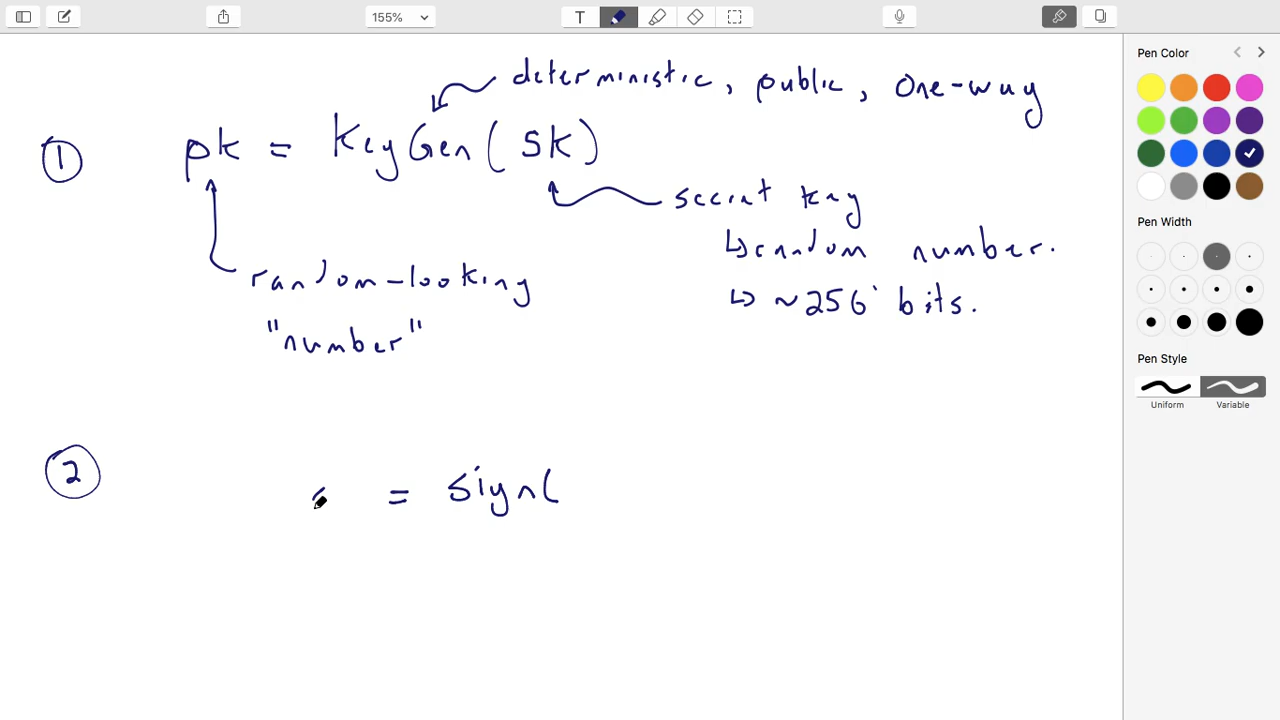 155%
T
Pen Color
deterministic, public, one-way
① pk = KeyGen( sk)
secret key
↳ random number.
↳ ~256 bits.
random-looking
"number"
Pen Width
Pen Style
Uniform Variable
② = sign(